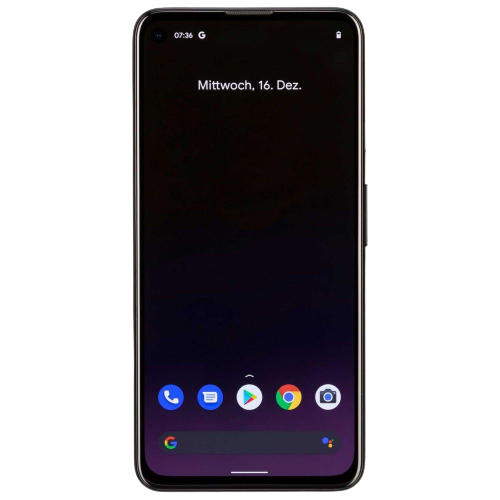 07:36 G
Mittwoch, 16. Dez.
G